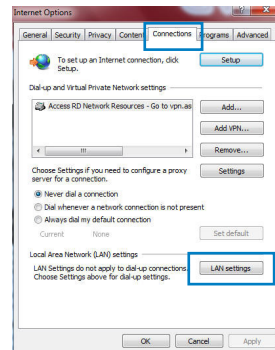 Internet Options
General Security Privacy Content Connections Programs Advanced
To set up an Internet connection, click Setup.
Setup
Dial-up and Virtual Private Network settings
Access RD Network Resources - Go to vpn.as
Add...
Add VPN...
Remove...
Choose Settings if you need to configure a proxy
server for a connection.
Settings
Never dial a connection
Dial whenever a network connection is not present
Always dial my default connection
Current None
Set default
Local Area Network (LAN) settings
LAN Settings do not apply to dial-up connections.
Choose Settings above for dial-up settings.
LAN settings
OK Cancel Apply